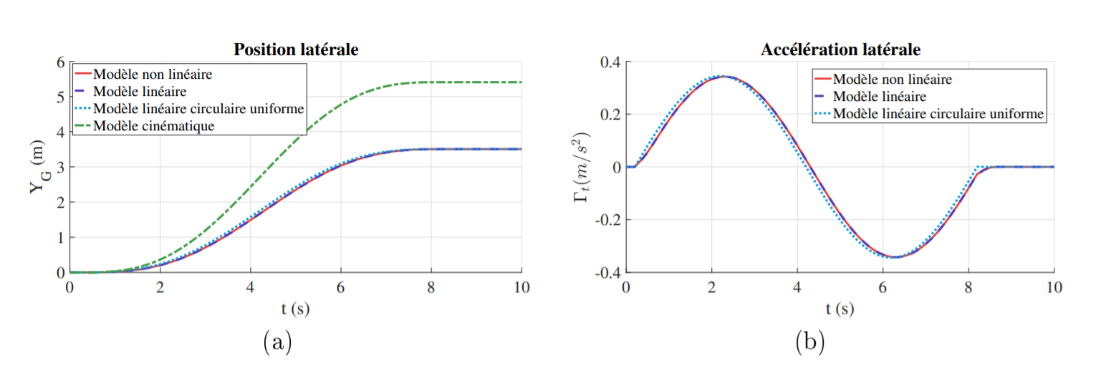 Position latérale
6
5
4
3
2
1
0
Modèle non linéaire
Modèle linéaire
Modèle linéaire circulaire uniforme
Modèle cinématique
Y_G (m)
0 2 4 6 8 10
t (s)
(a)
Accélération latérale
0.4
0.2
0
-0.2
-0.4
Modèle non linéaire
Modèle linéaire
Modèle linéaire circulaire uniforme
Γ_t(m/s²)
0 2 4 6 8 10
t (s)
(b)